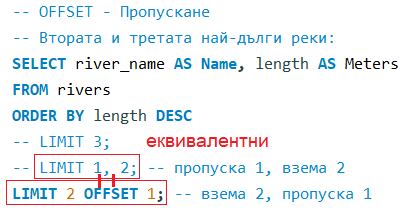 -- OFFSET - Пропускане
-- Втората и третата най-дълги реки:
SELECT river_name AS Name, length AS Meters
FROM rivers
ORDER BY length DESC
-- LIMIT 3; еквивалентни
-- LIMIT 1, 2; -- пропуска 1, взема 2
LIMIT 2 OFFSET 1; -- взема 2, пропуска 1